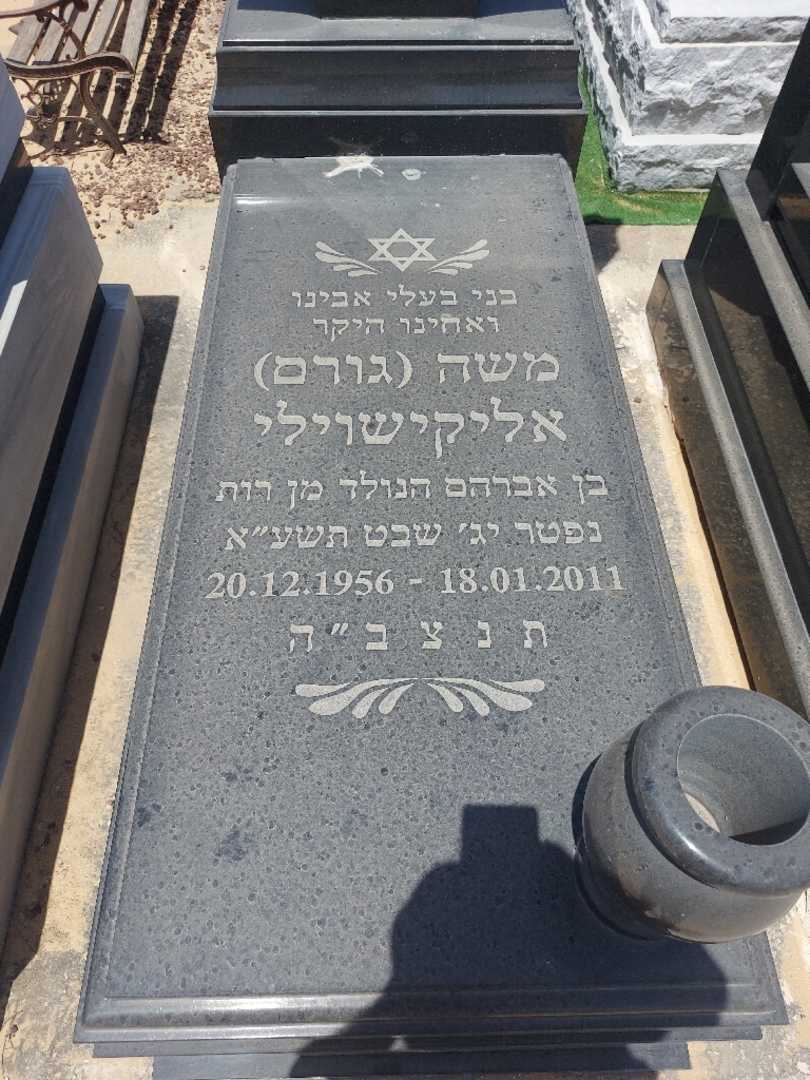 בני בעלי אבינו
ואחינו היקר
משה (גורם)
אליקישוילי
בן אברהם הנולד מן רות
נפטר יג' שבט תשע"א
20.12.1956 - 18.01.2011
ת נ צ ב " ה